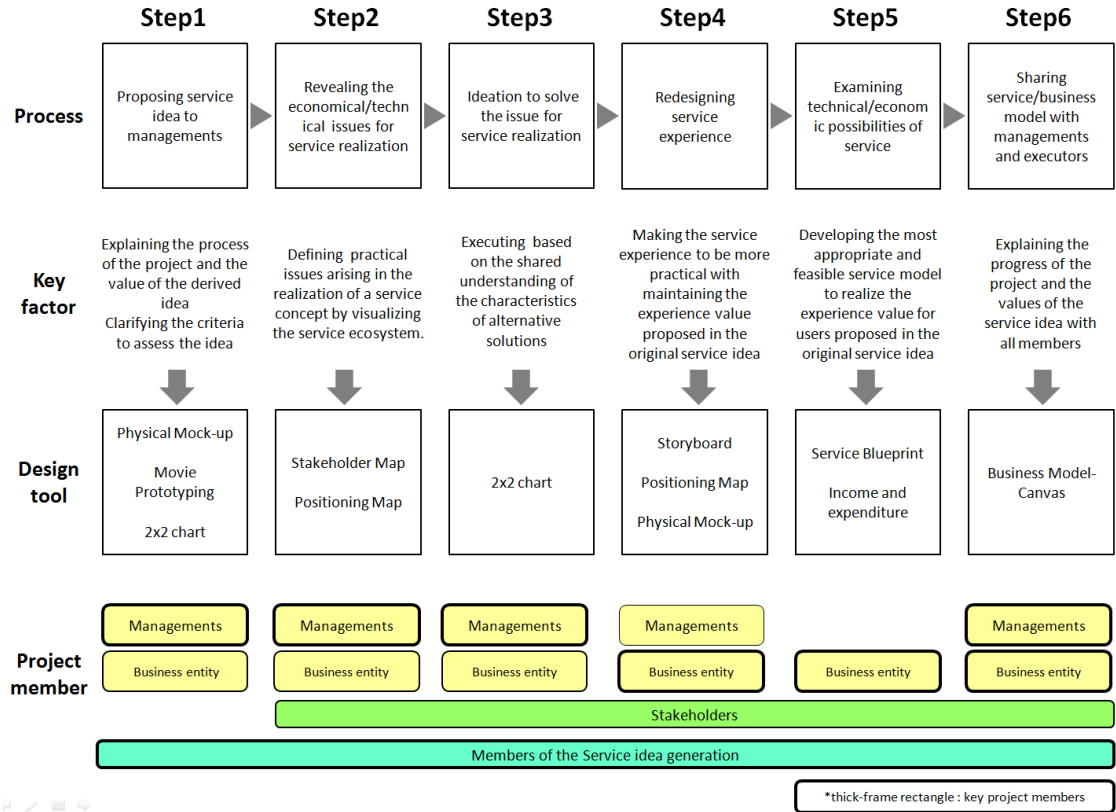 Step1
Step2
Step3
Step4
Step5
Step6
Process
Proposing service
idea to
managements
Revealing the
economical/techn
ical issues for
service realization
Ideation to solve
the issue for
service realization
Redesigning
service
experience
Examining
technical/econom
ic possibilities of
service
Sharing
service/business
model with
managements
and executors
Key
factor
Explaining the process
of the project and the
value of the derived
idea
Clarifying the criteria
to assess the idea
Defining practical
issues arising in the
realization of a service
concept by visualizing
the service ecosystem.
Executing based
on the shared
understanding of
the characteristics
of alternative
solutions
Making the service
experience to be more
practical with
maintaining the
experience value
proposed in the
original service idea
Developing the most
appropriate and
feasible service model
to realize the
experience value for
users proposed in the
original service idea
Explaining the
progress of the
project and the
values of the
service idea with
all members
Design
tool
Physical Mock-up
Movie
Prototyping
2x2 chart
Stakeholder Map
Positioning Map
2x2 chart
Storyboard
Positioning Map
Physical Mock-up
Service Blueprint
Income and
expenditure
Business Model-
Canvas
Project
member
Managements
Managements
Managements
Managements
Managements
Business entity
Business entity
Business entity
Business entity
Business entity
Business entity
Stakeholders
Members of the Service idea generation
*thick-frame rectangle : key project members